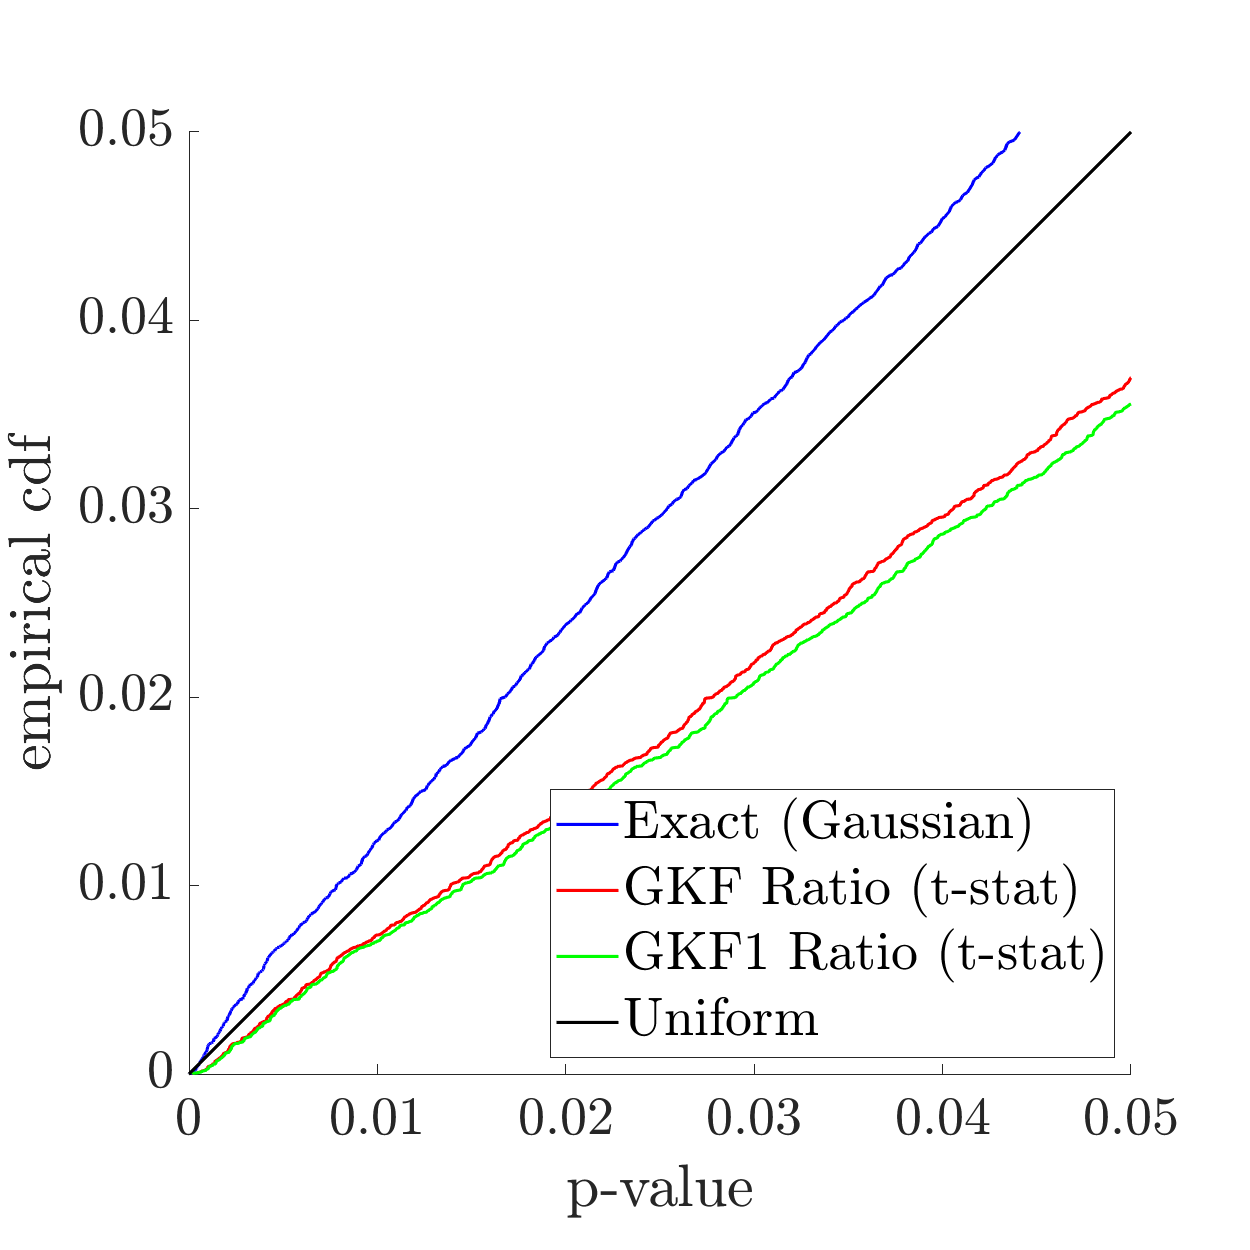 0.05
0.04
0.03
0.02
0.01
0
empirical cdf
Exact (Gaussian)
GKF Ratio (t-stat)
GKF1 Ratio (t-stat)
Uniform
0 0.01 0.02 0.03 0.04 0.05
p-value